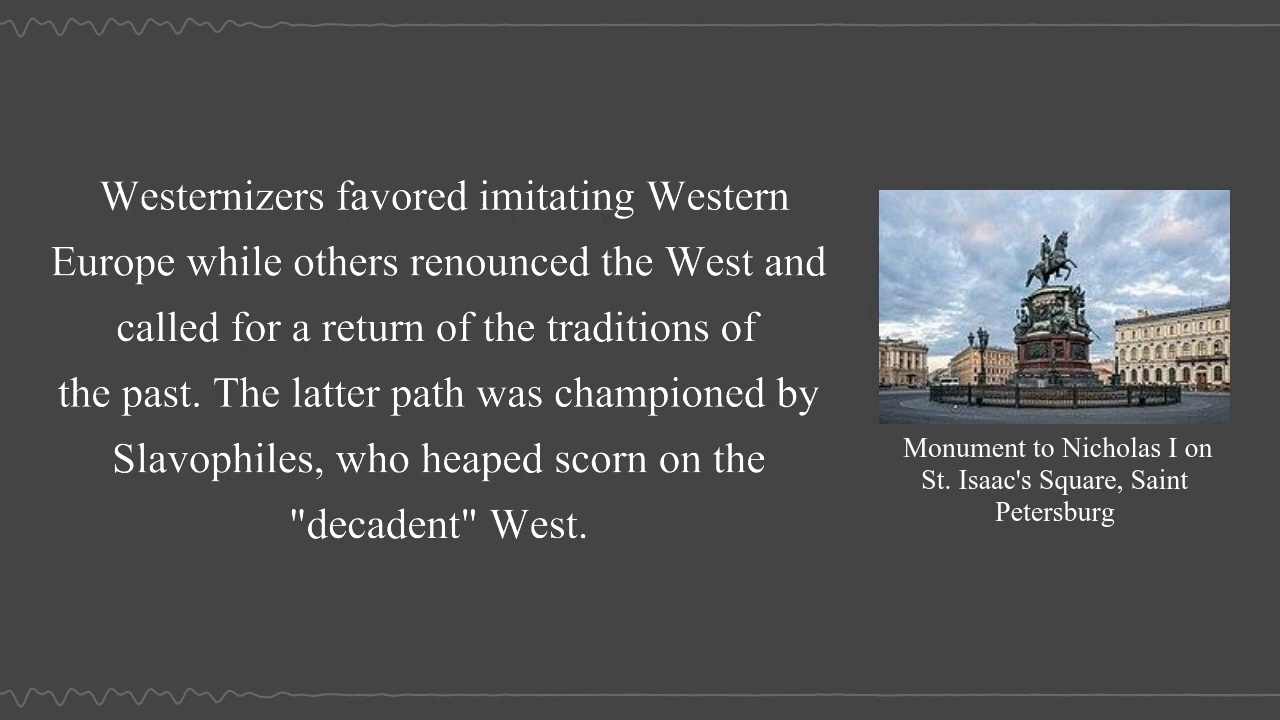 Westernizers favored imitating Western
Europe while others renounced the West and
called for a return of the traditions of
the past. The latter path was championed by
Slavophiles, who heaped scorn on the
"decadent" West.
Monument to Nicholas I on
St. Isaac's Square, Saint
Petersburg